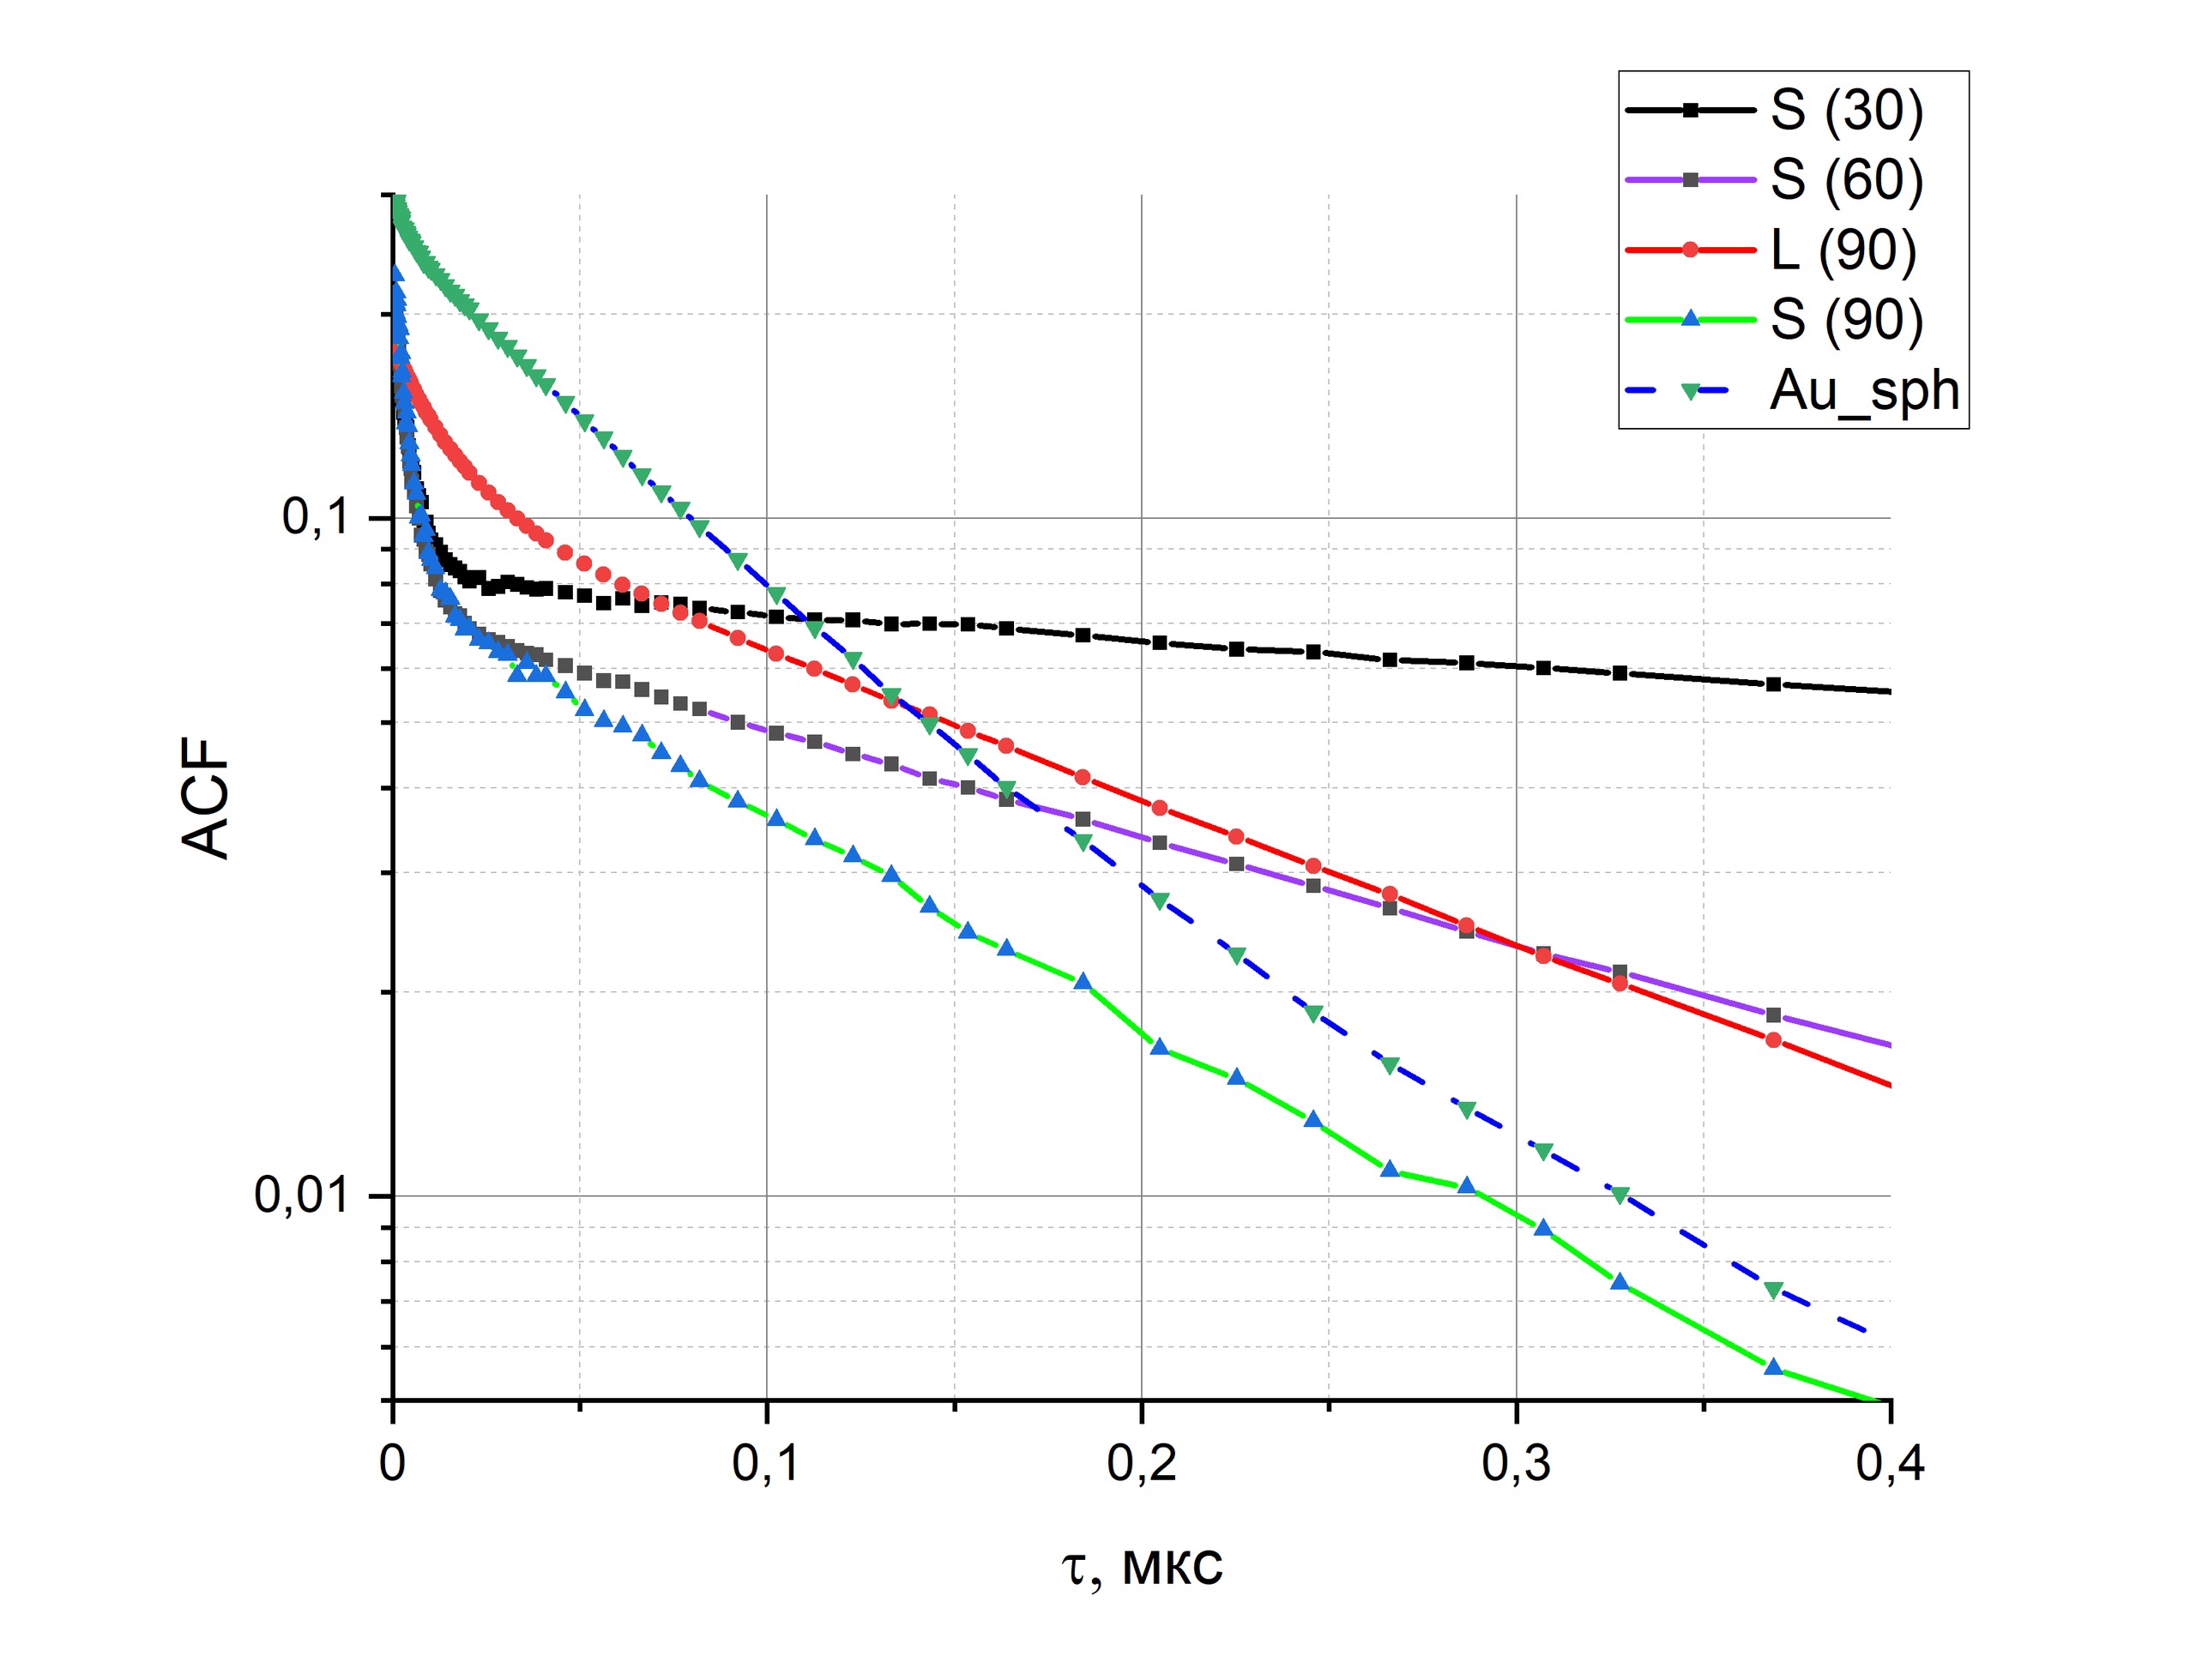 S (30)
S (60)
L (90)
S (90)
Au_sph
0,1
0,01
ACF
0 0,1 0,2 0,3 0,4
τ, мкс